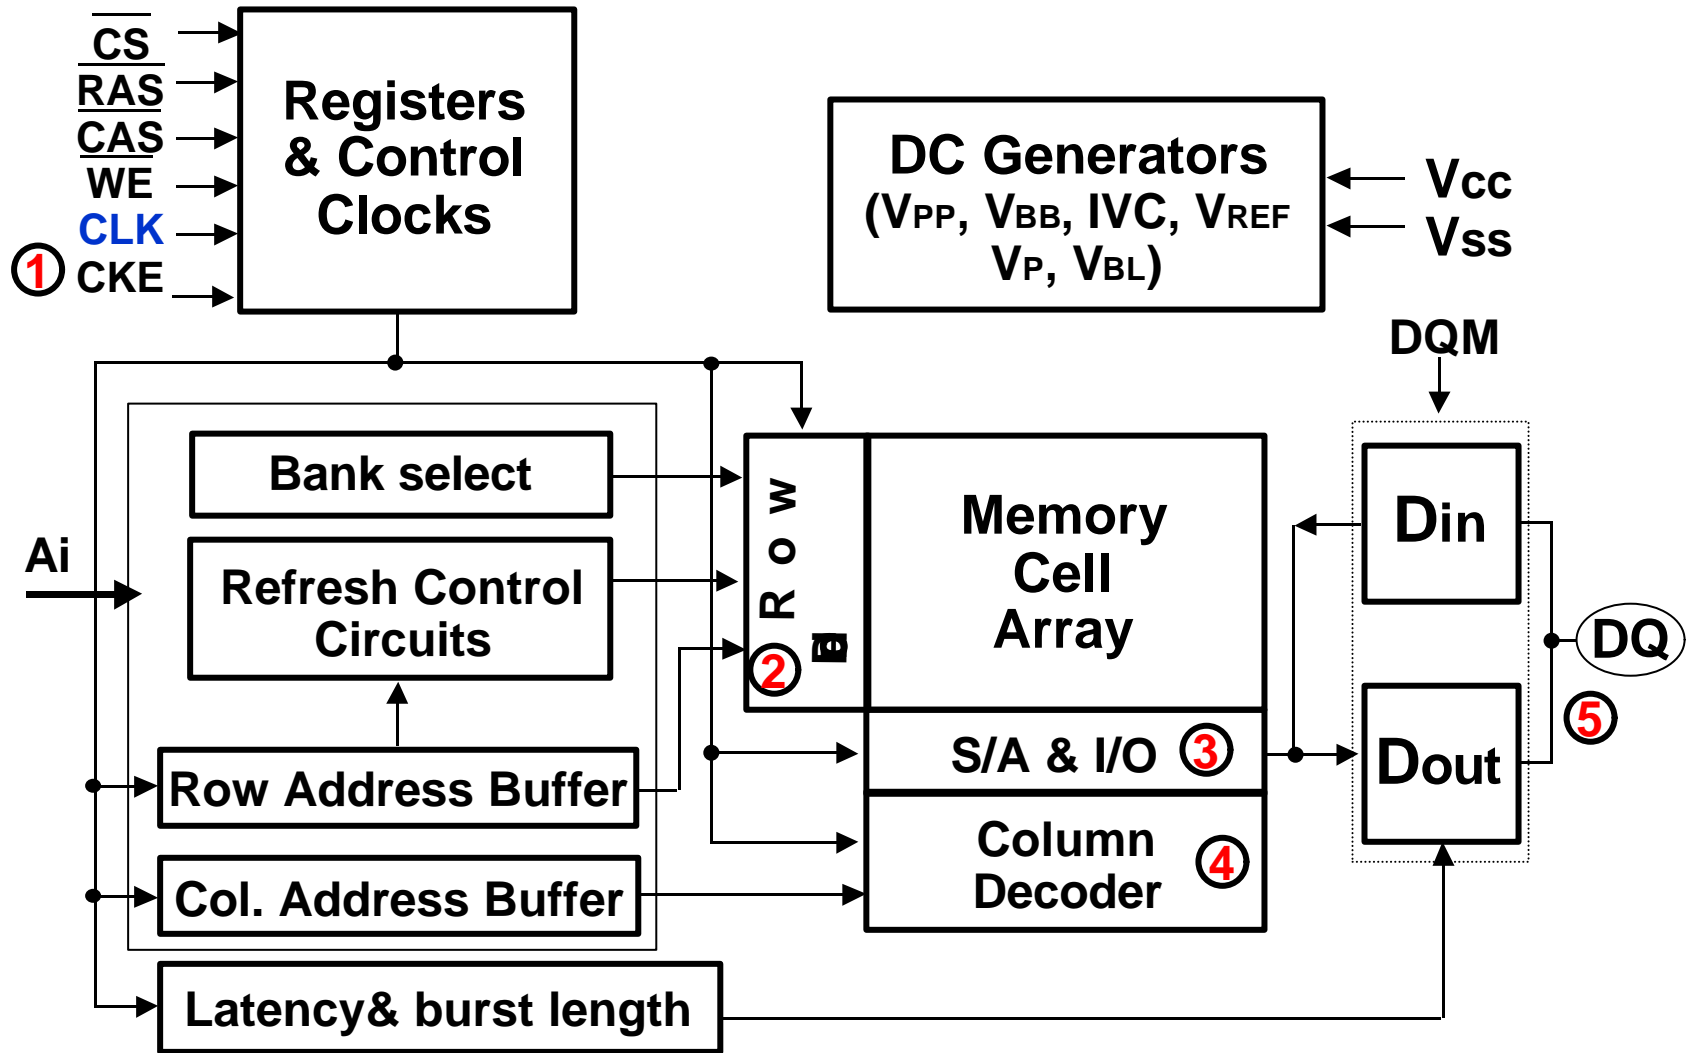 CS
RAS
CAS
WE
CLK
1 CKE
Registers
& Control
Clocks
DC Generators
(VPP, VBB, IVC, VREF
VP, VBL)
Vcc
Vss
DQM
Ai
Bank select
Refresh Control
Circuits
Row Address Buffer
Col. Address Buffer
Latency& burst length
Row
2
Memory
Cell
Array
S/A & I/O 3
Column
Decoder
4
Din
Dout
DQ
5